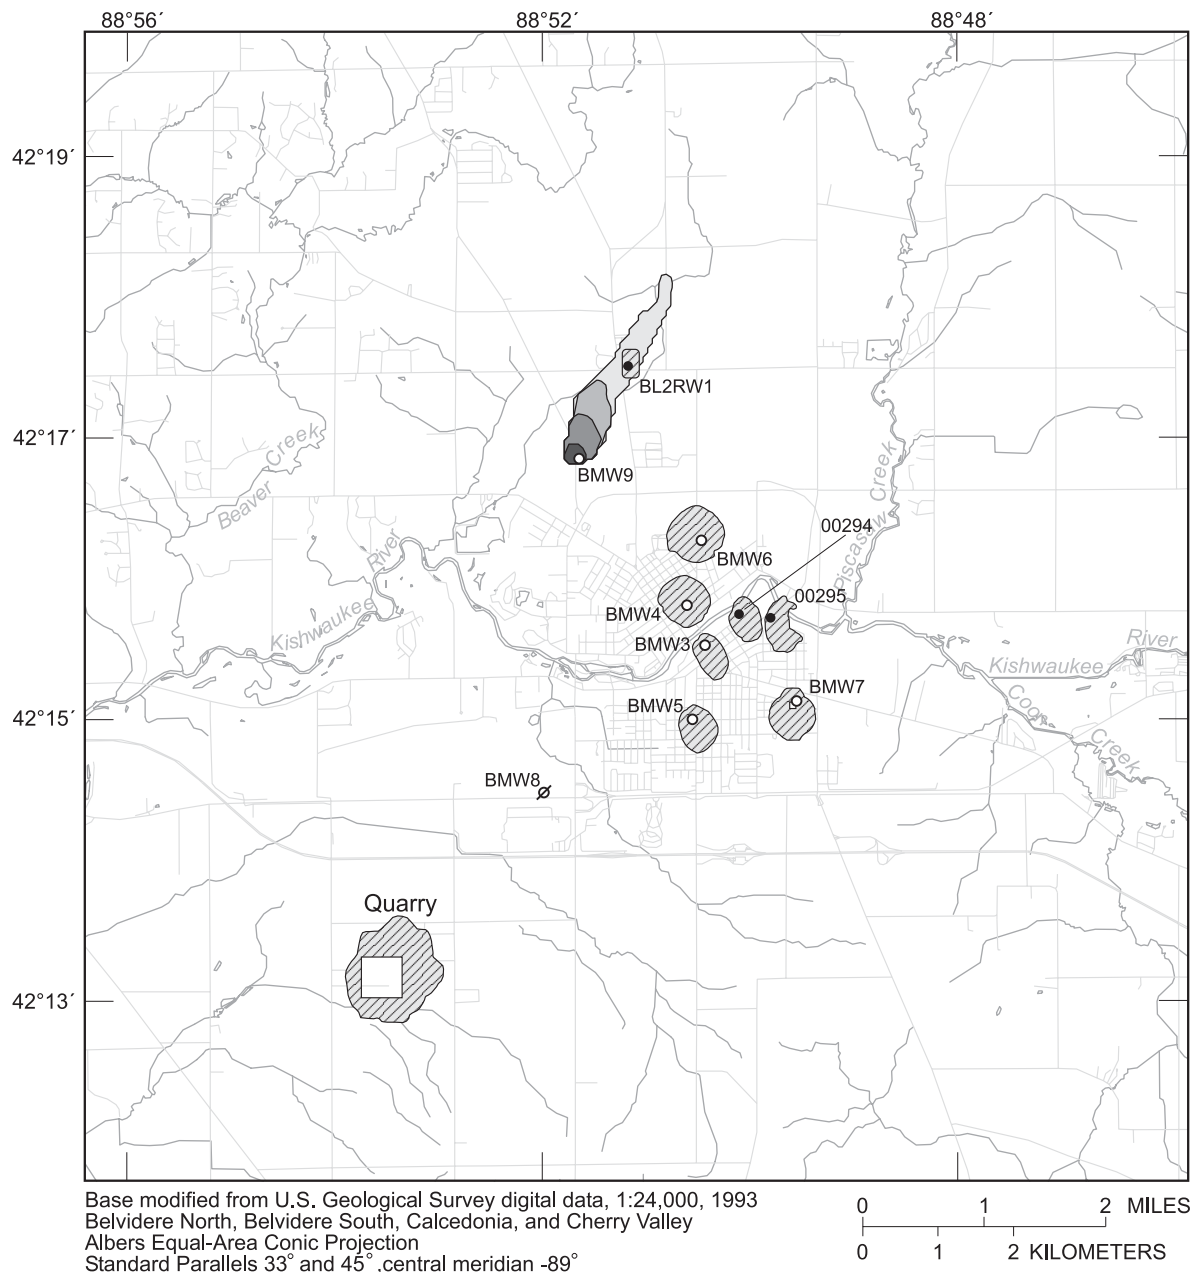 88°56´ 88°52´ 88°48´
42°19´
BL2RW1
42°17´
BMW9
Beaver Creek
Piscasaw Creek
00294
BMW6
Kishwaukee River
00295
BMW4
BMW3
Kishwaukee River
BMW7
BMW5
42°15´
Coon Creek
BMW8
Quarry
42°13´
Base modified from U.S. Geological Survey digital data, 1:24,000, 1993
Belvidere North, Belvidere South, Calcedonia, and Cherry Valley
Albers Equal-Area Conic Projection
Standard Parallels 33° and 45° ,central meridian -89°
0 1 2 MILES
0 1 2 KILOMETERS